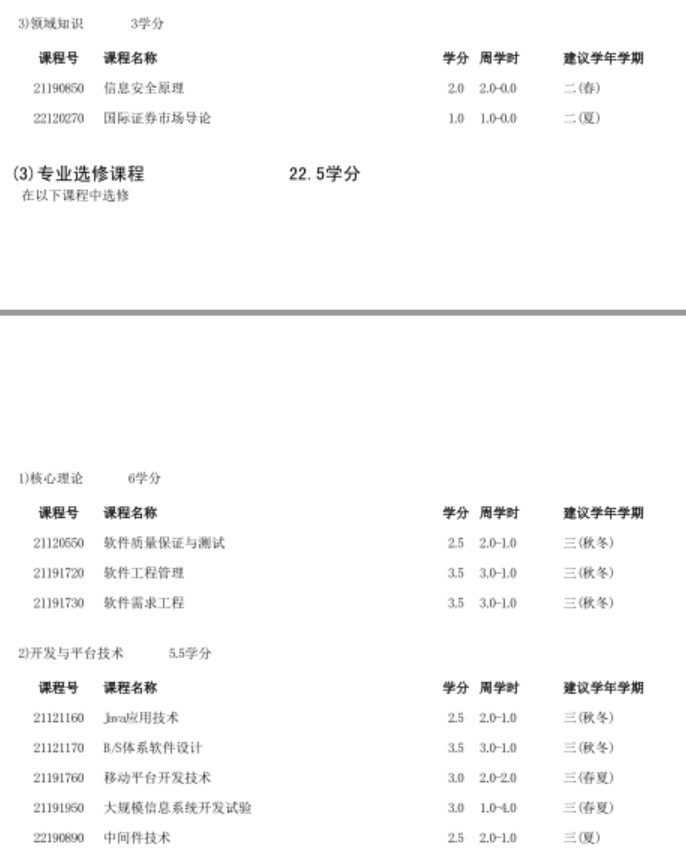 3)领域知识 3学分
课程号 课程名称 学分 周学时 建议学年学期
21190850 信息安全原理 2.0 2.0-0.0 二(春)
22120270 国际证券市场导论 1.0 1.0-0.0 二(夏)
(3)专业选修课程 22.5学分
在以下课程中选修
1)核心理论 6学分
课程号 课程名称 学分 周学时 建议学年学期
21120550 软件质量保证与测试 2.5 2.0-1.0 三(秋冬)
21191720 软件工程管理 3.5 3.0-1.0 三(秋冬)
21191730 软件需求工程 3.5 3.0-1.0 三(秋冬)
2)开发与平台技术 5.5学分
课程号 课程名称 学分 周学时 建议学年学期
21121160 Java应用技术 2.5 2.0-1.0 三(秋冬)
21121170 B/S体系软件设计 3.5 3.0-1.0 三(秋冬)
21191760 移动平台开发技术 3.0 2.0-2.0 三(春夏)
21191950 大规模信息系统开发试验 3.0 1.0-4.0 三(春夏)
22190890 中间件技术 2.5 2.0-1.0 三(夏)